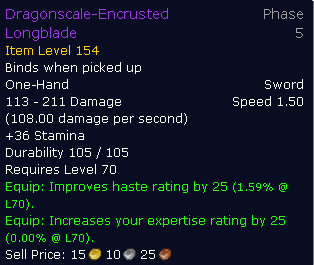 Dragonscale-Encrusted Phase
Longblade 5
Item Level 154
Binds when picked up
One-Hand Sword
113 - 211 Damage Speed 1.50
(108.00 damage per second)
+36 Stamina
Durability 105 / 105
Requires Level 70
Equip: Improves haste rating by 25 (1.59% @
L70).
Equip: Increases your expertise rating by 25
(0.00% @ L70).
Sell Price: 15 10 25